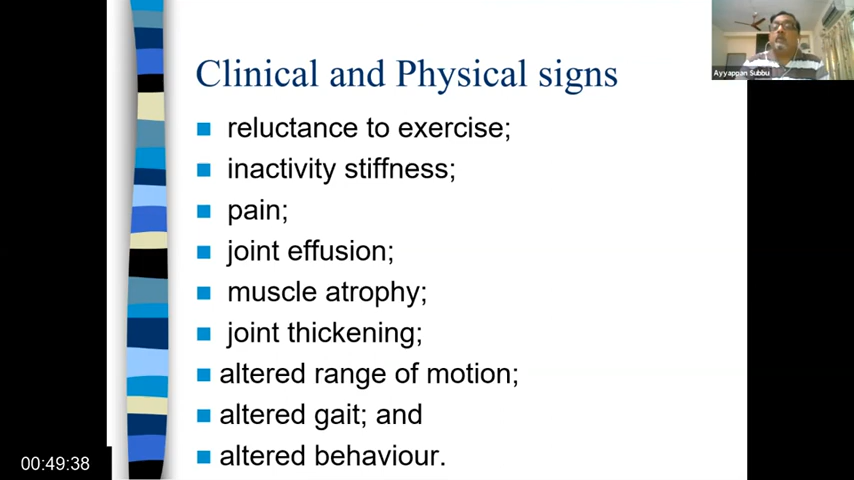 Clinical and Physical signs
Ayyappan Subbu
reluctance to exercise;
inactivity stiffness;
pain;
joint effusion;
muscle atrophy;
joint thickening;
altered range of motion;
altered gait; and
altered behaviour.
00:49:38